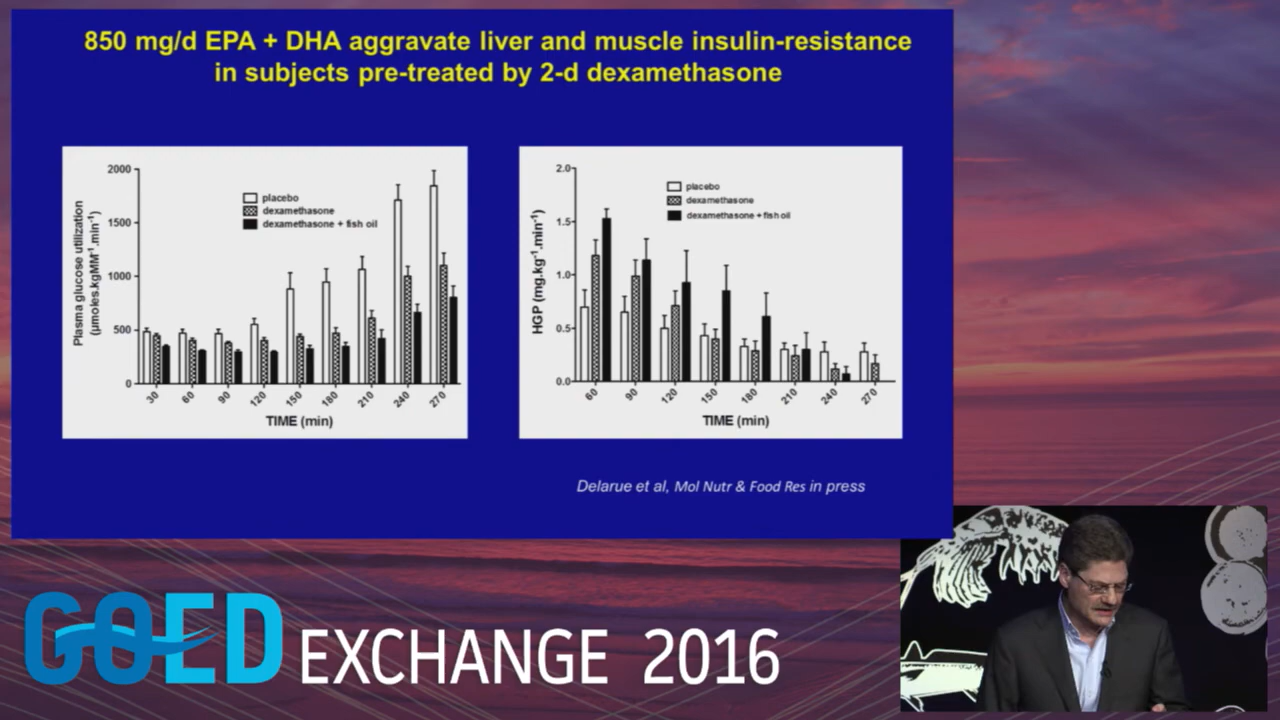 850 mg/d EPA + DHA aggravate liver and muscle insulin-resistance
in subjects pre-treated by 2-d dexamethasone
Plasma glucose utilization
(µmoles.kgMM⁻¹.min⁻¹)
2000
1500
1000
500
0
placebo
dexamethasone
dexamethasone + fish oil
30 60 90 120 150 180 210 240 270
TIME (min)
HGP (mg.kg⁻¹.min⁻¹)
2.0
1.5
1.0
0.5
0.0
placebo
dexamethasone
dexamethasone + fish oil
60 90 120 150 180 210 240 270
TIME (min)
Delarue et al, Mol Nutr & Food Res in press
GOED EXCHANGE 2016